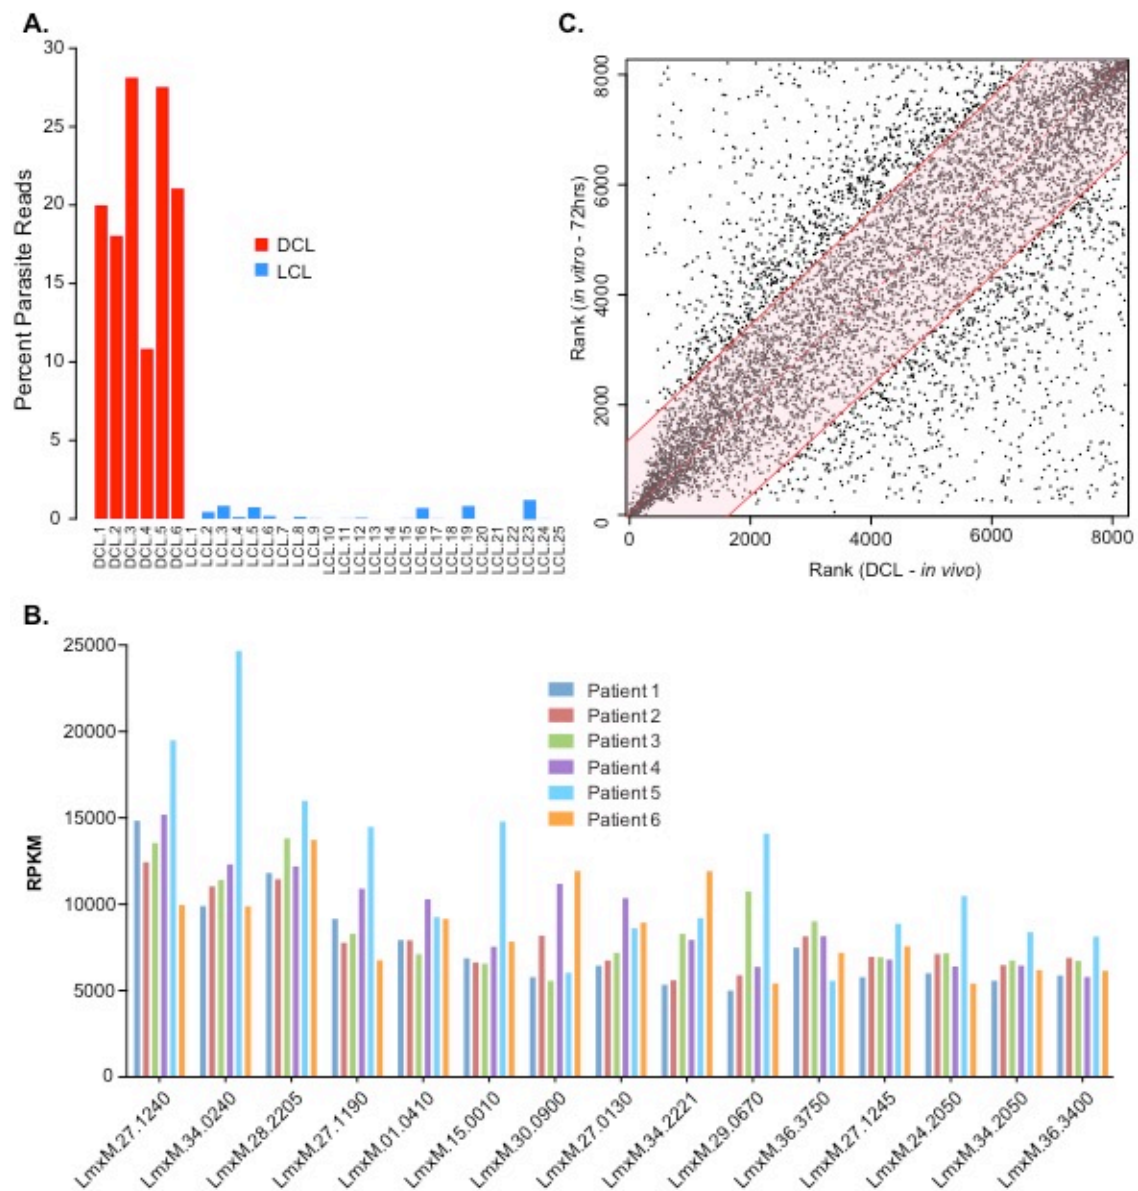 A.
30
25
20
15
10
5
0
Percent Parasite Reads
DCL
LCL
DCL.1
DCL.2
DCL.3
DCL.4
DCL.5
DCL.6
LCL.1
LCL.2
LCL.3
LCL.4
LCL.5
LCL.6
LCL.7
LCL.8
LCL.9
LCL.10
LCL.11
LCL.12
LCL.13
LCL.14
LCL.15
LCL.16
LCL.17
LCL.18
LCL.19
LCL.20
LCL.21
LCL.22
LCL.23
LCL.24
LCL.25
C.
8000
6000
4000
2000
0
Rank (in vitro - 72hrs)
0 2000 4000 6000 8000
Rank (DCL - in vivo)
B.
25000
20000
15000
10000
5000
0
RPKM
Patient 1
Patient 2
Patient 3
Patient 4
Patient 5
Patient 6
LmxM.27.1240
LmxM.34.0240
LmxM.28.2205
LmxM.27.1190
LmxM.01.0410
LmxM.15.0010
LmxM.30.0900
LmxM.27.0130
LmxM.34.2221
LmxM.29.0670
LmxM.36.3750
LmxM.27.1245
LmxM.24.2050
LmxM.34.2050
LmxM.36.3400